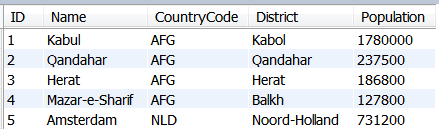 ID Name CountryCode District Population
1 Kabul AFG Kabol 1780000
2 Qandahar AFG Qandahar 237500
3 Herat AFG Herat 186800
4 Mazar-e-Sharif AFG Balkh 127800
5 Amsterdam NLD Noord-Holland 731200